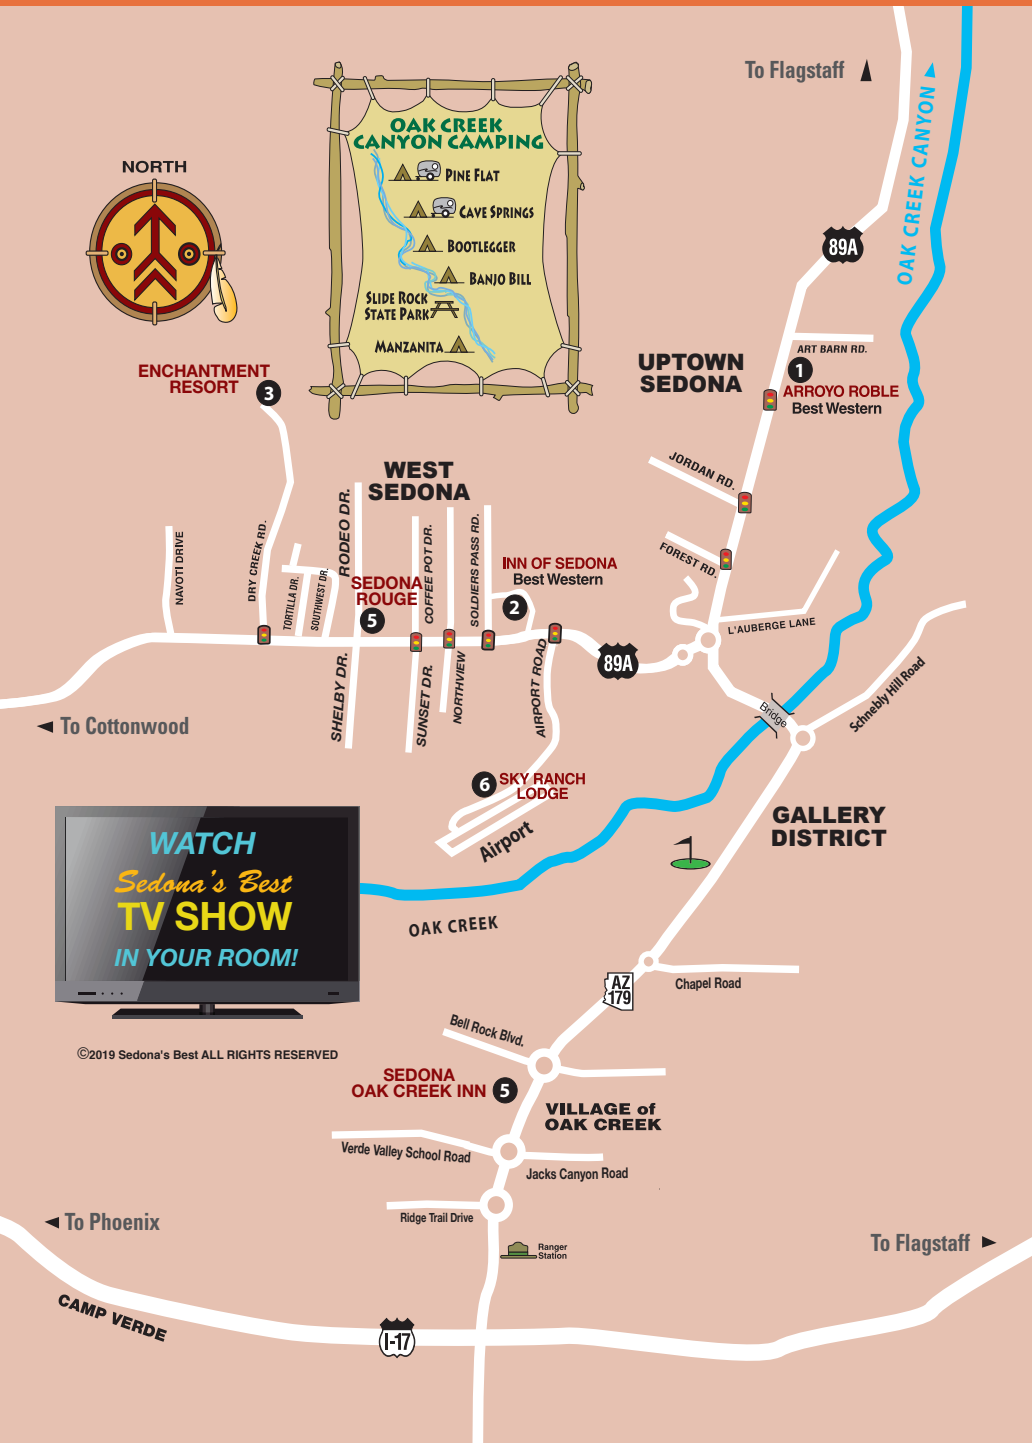 To Flagstaff
OAK CREEK CANYON
NORTH
OAK CREEK
CANYON CAMPING
PINE FLAT
CAVE SPRINGS
BOOTLEGGER
BANJO BILL
SLIDE ROCK
STATE PARK
MANZANITA
89A
ART BARN RD.
UPTOWN
SEDONA
1
ARROYO ROBLE
Best Western
ENCHANTMENT
RESORT
3
JORDAN RD.
FOREST RD.
WEST
SEDONA
NAVOTI DRIVE
DRY CREEK RD.
TORTILLA DR.
SOUTHWEST DR.
RODEO DR.
SEDONA
ROUGE
5
COFFEE POT DR.
SOLDIERS PASS RD.
INN OF SEDONA
Best Western
2
L'AUBERGE LANE
89A
SHELBY DR.
SUNSET DR.
NORTHVIEW
AIRPORT ROAD
Schnebly Hill Road
Bridge
To Cottonwood
6
SKY RANCH
LODGE
Airport
GALLERY
DISTRICT
WATCH
Sedona's Best
TV SHOW
IN YOUR ROOM!
OAK CREEK
©2019 Sedona's Best ALL RIGHTS RESERVED
AZ
179
Chapel Road
Bell Rock Blvd.
SEDONA
OAK CREEK INN
5
VILLAGE of
OAK CREEK
Verde Valley School Road
Jacks Canyon Road
Ridge Trail Drive
Ranger
Station
To Phoenix
To Flagstaff
CAMP VERDE
I-17